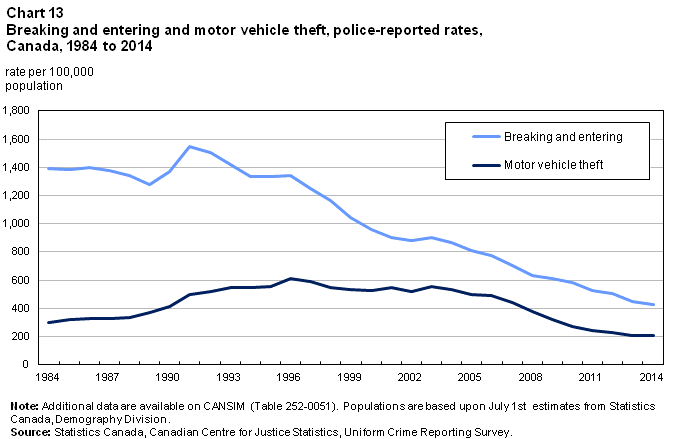 Chart 13
Breaking and entering and motor vehicle theft, police-reported rates,
Canada, 1984 to 2014
rate per 100,000
population
1,800
1,600
1,400
1,200
1,000
800
600
400
200
0
Breaking and entering
Motor vehicle theft
1984 1987 1990 1993 1996 1999 2002 2005 2008 2011 2014
Note: Additional data are available on CANSIM (Table 252-0051). Populations are based upon July 1st estimates from Statistics
Canada, Demography Division.
Source: Statistics Canada, Canadian Centre for Justice Statistics, Uniform Crime Reporting Survey.